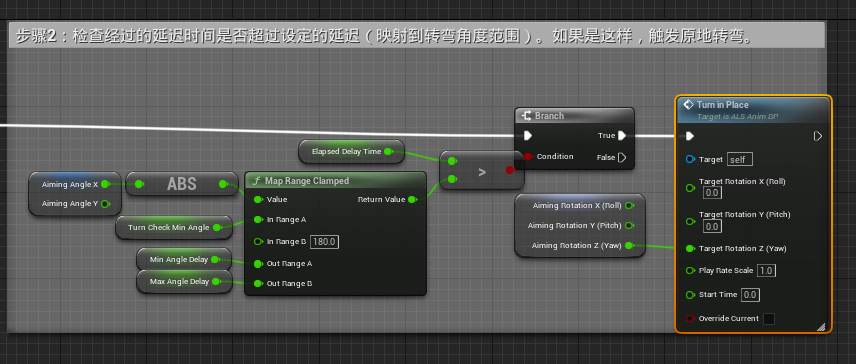 步骤2：检查经过的延迟时间是否超过设定的延迟（映射到转弯角度范围）。如果是这样，触发原地转弯。
Turn in Place
Target is ALS Anim BP
Branch
True
Condition
False
Elapsed Delay Time
>
Aiming Angle X
Aiming Angle Y
ABS
Turn Check Min Angle
Min Angle Delay
Max Angle Delay
f Map Range Clamped
Value
Return Value
In Range A
In Range B 180.0
Out Range A
Out Range B
Aiming Rotation X (Roll)
Aiming Rotation Y (Pitch)
Aiming Rotation Z (Yaw)
Target self
Target Rotation X (Roll)
0.0
Target Rotation Y (Pitch)
0.0
Target Rotation Z (Yaw)
Play Rate Scale 1.0
Start Time 0.0
Override Current